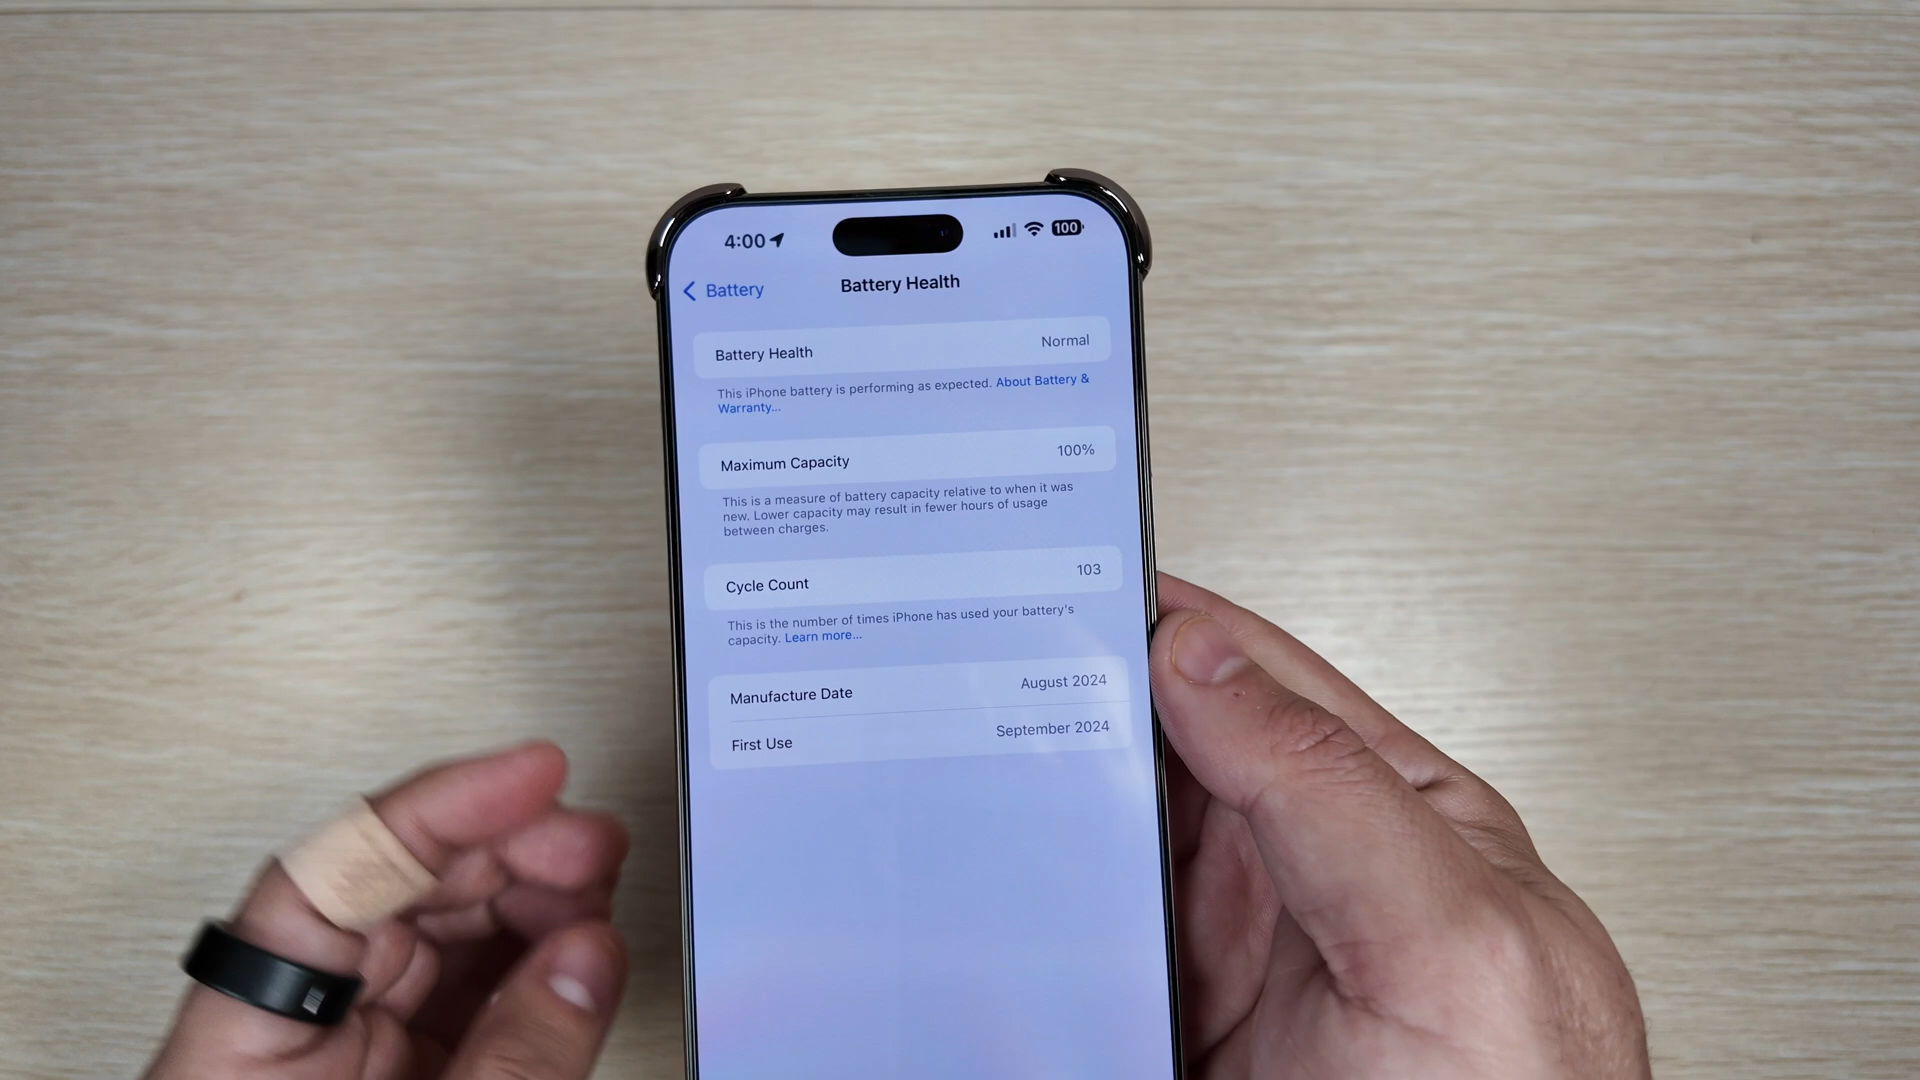 4:00
100
Battery
Battery Health
Battery Health
Normal
This iPhone battery is performing as expected. About Battery &
Warranty...
Maximum Capacity
100%
This is a measure of battery capacity relative to when it was
new. Lower capacity may result in fewer hours of usage
between charges.
Cycle Count
103
This is the number of times iPhone has used your battery's
capacity. Learn more...
Manufacture Date
August 2024
First Use
September 2024